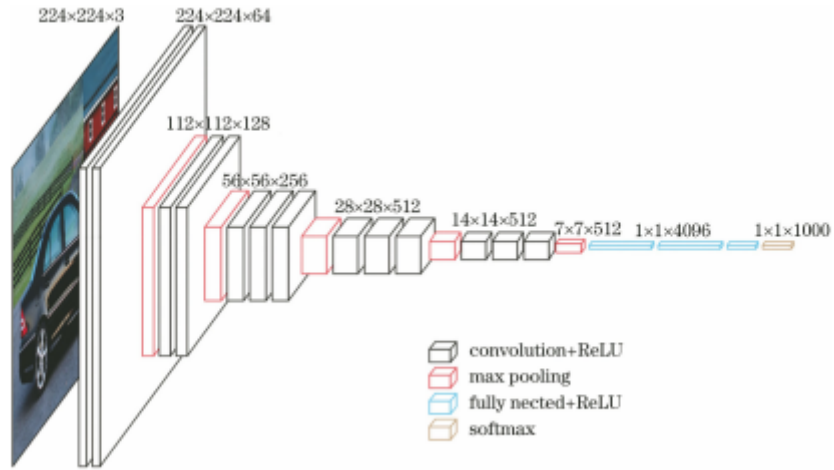 224×224×3
224×224×64
112×112×128
56×56×256
28×28×512
14×14×512
7×7×512
1×1×4096
1×1×1000
convolution+ReLU
max pooling
fully nected+ReLU
softmax